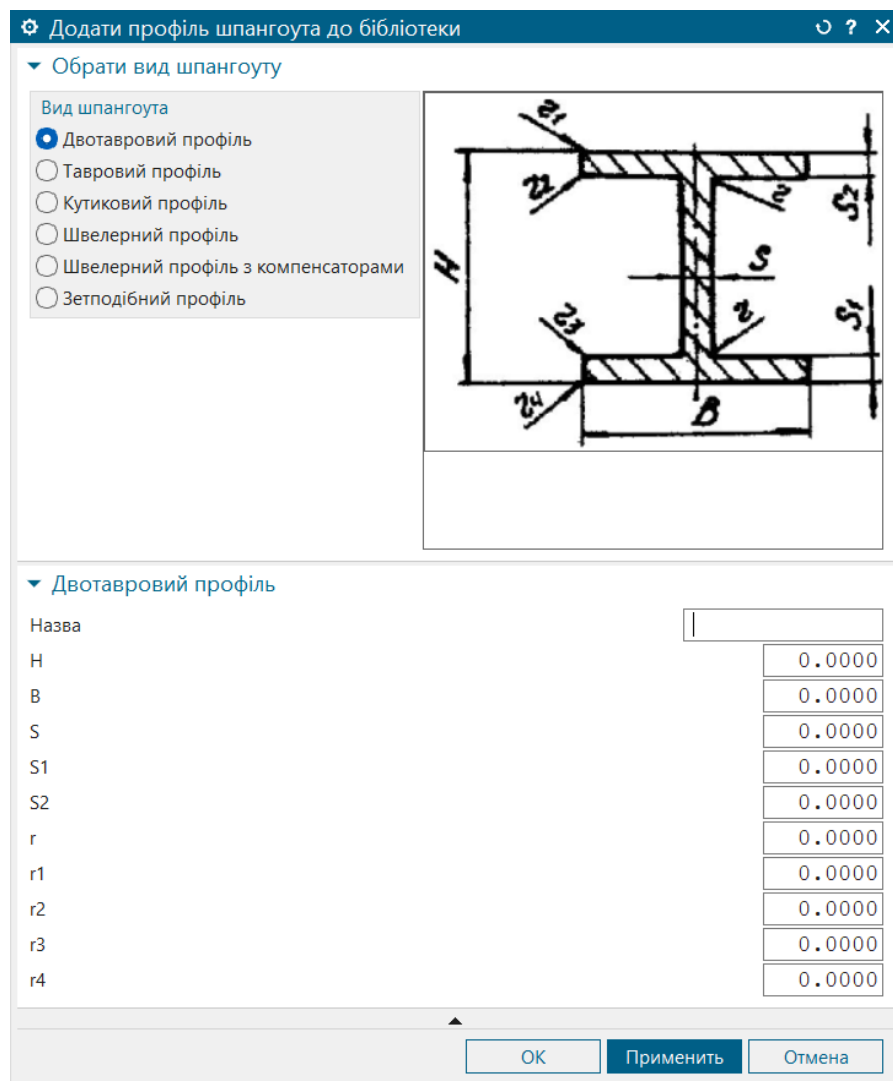 Додати профіль шпангоута до бібліотеки
?
Обрати вид шпангоуту
Вид шпангоута
Двотавровий профіль
Тавровий профіль
Кутиковий профіль
Швелерний профіль
Швелерний профіль з компенсаторами
Зетподібний профіль
r1
r2
r
S2
H
S
r3
r
S1
r4
B
Двотавровий профіль
Назва
H 0.0000
B 0.0000
S 0.0000
S1 0.0000
S2 0.0000
r 0.0000
r1 0.0000
r2 0.0000
r3 0.0000
r4 0.0000
ОК Применить Отмена